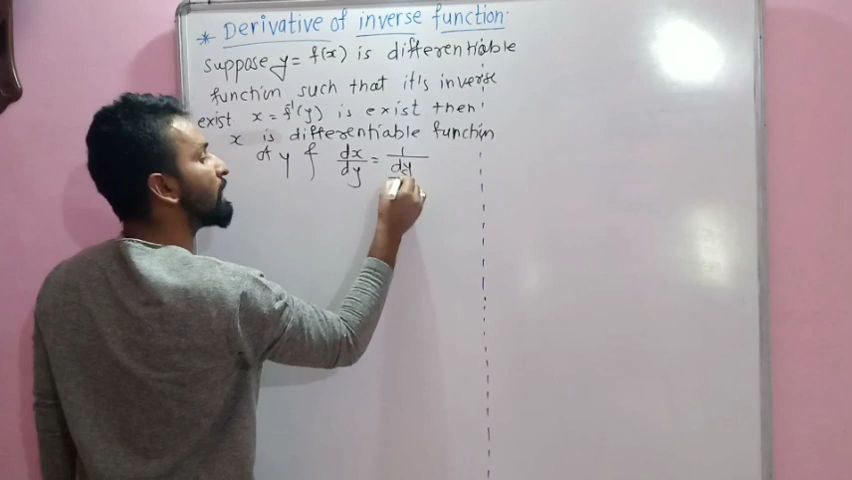 * Derivative of inverse function:
suppose y = f(x) is differentiable
function such that it's inverse
exist x = f⁻¹(y) is exist then
x is differentiable function
of y & dx/dy = 1/dy